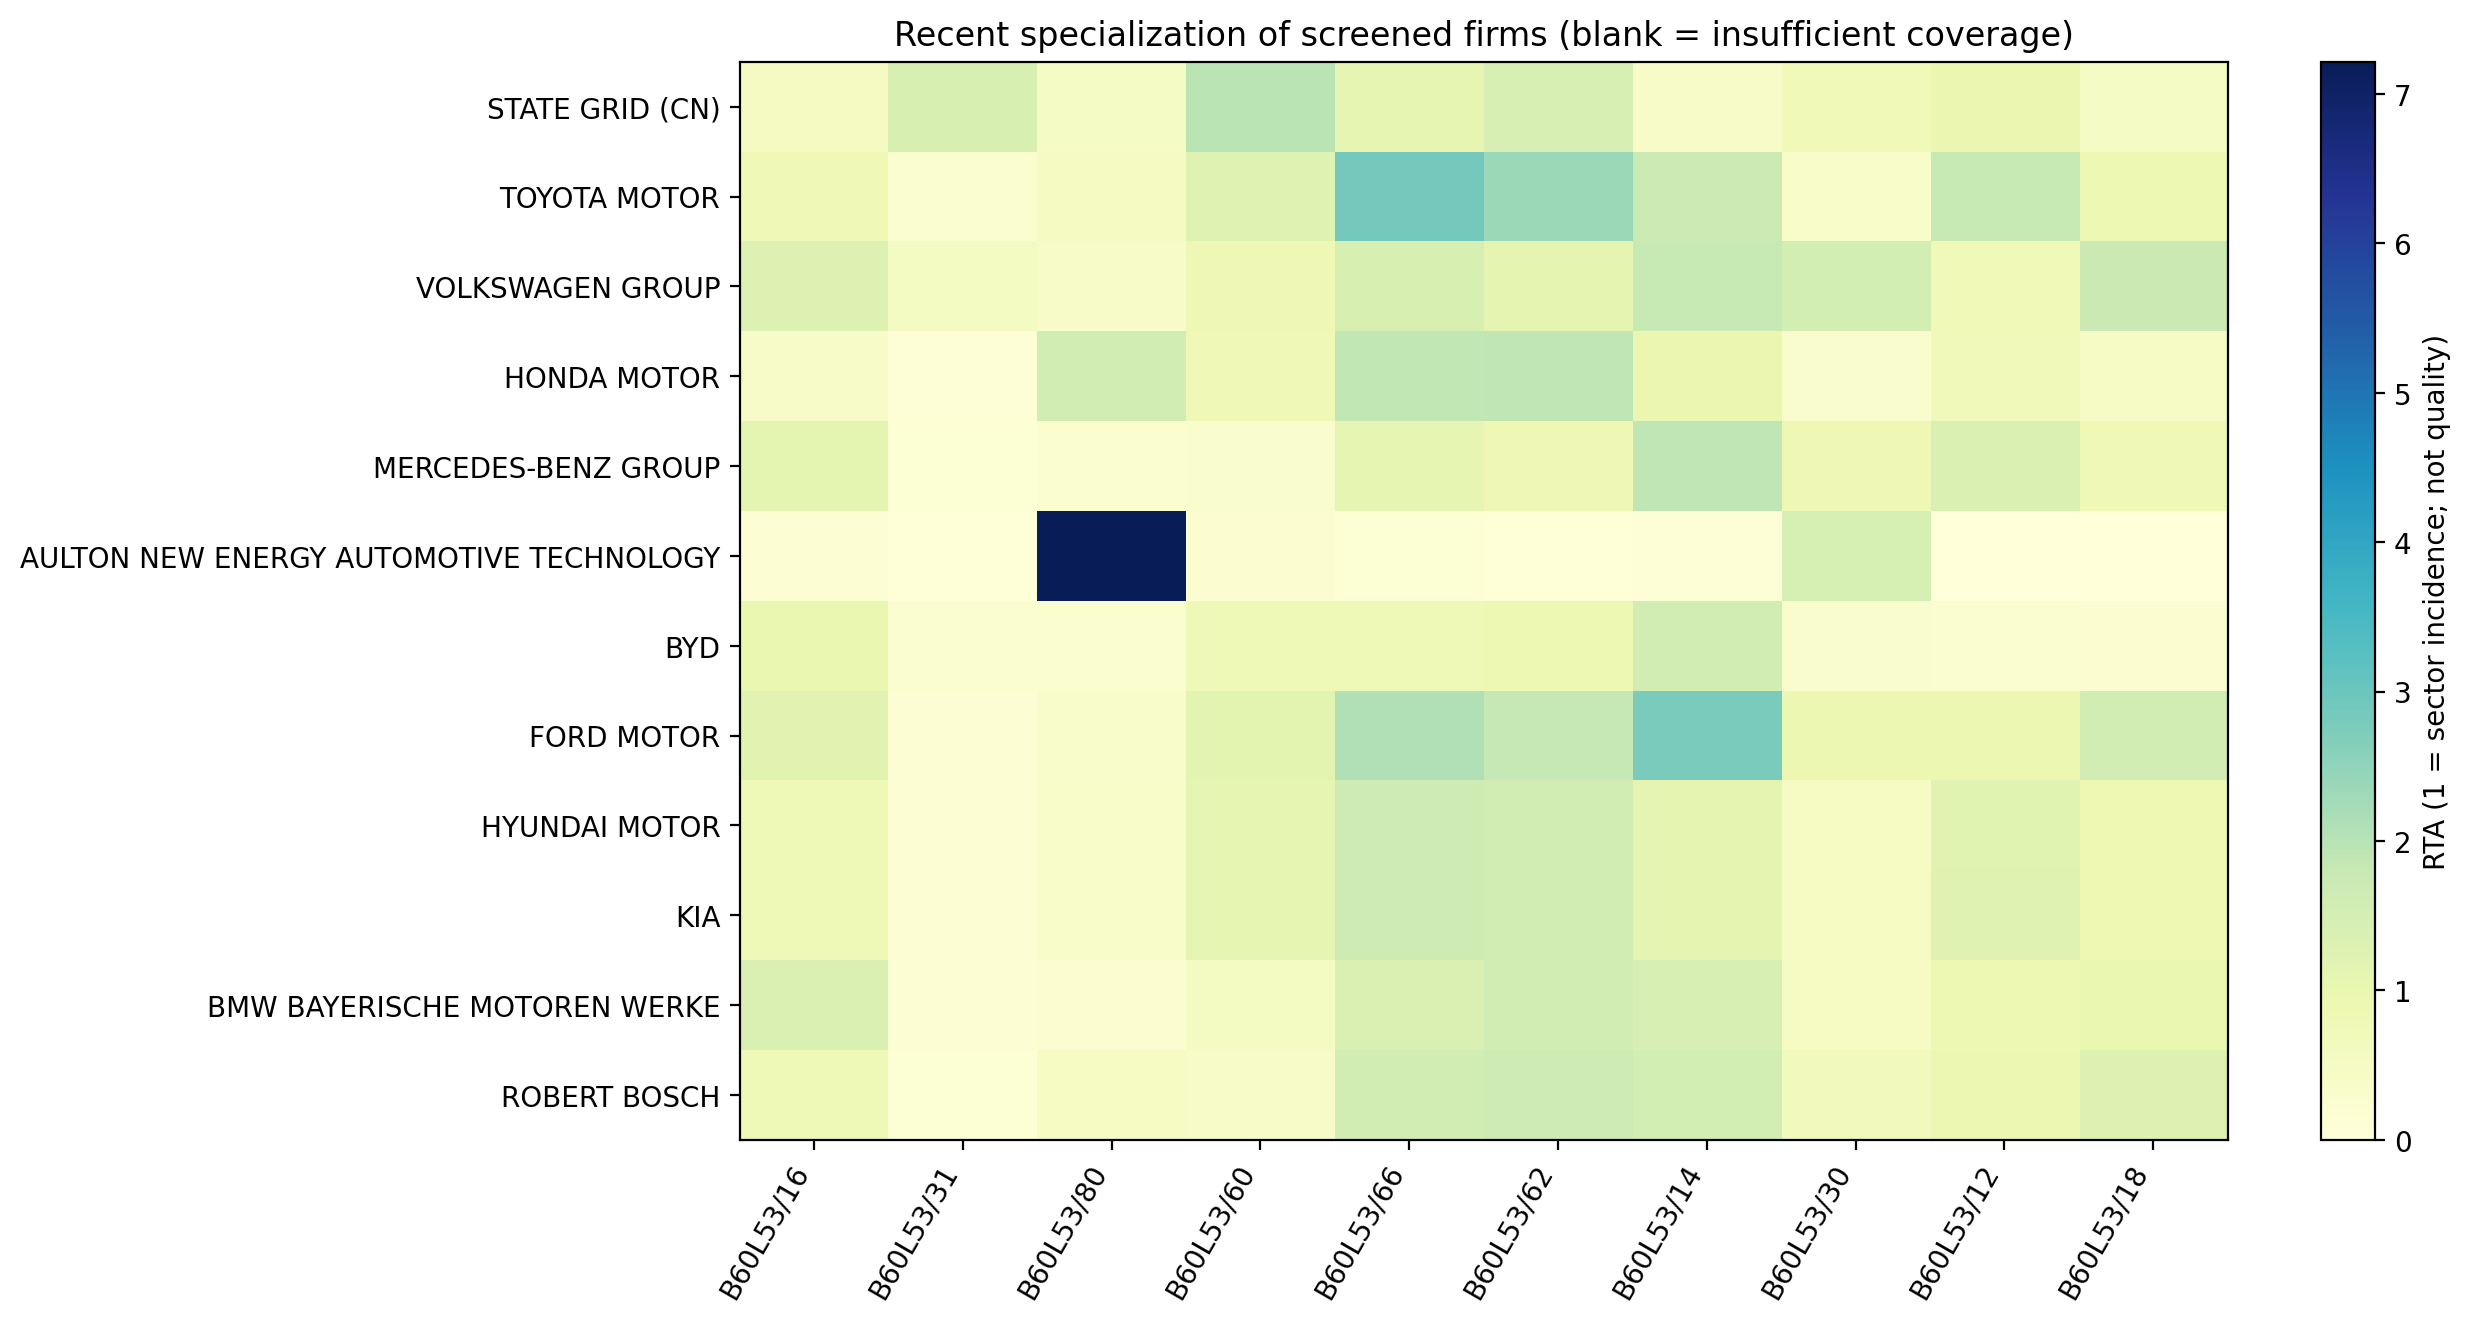 Recent specialization of screened firms (blank = insufficient coverage)
STATE GRID (CN)
TOYOTA MOTOR
VOLKSWAGEN GROUP
HONDA MOTOR
MERCEDES-BENZ GROUP
AULTON NEW ENERGY AUTOMOTIVE TECHNOLOGY
BYD
FORD MOTOR
HYUNDAI MOTOR
KIA
BMW BAYERISCHE MOTOREN WERKE
ROBERT BOSCH
B60L53/16
B60L53/31
B60L53/80
B60L53/60
B60L53/66
B60L53/62
B60L53/14
B60L53/30
B60L53/12
B60L53/18
7
6
5
4
3
2
1
0
RTA (1 = sector incidence; not quality)